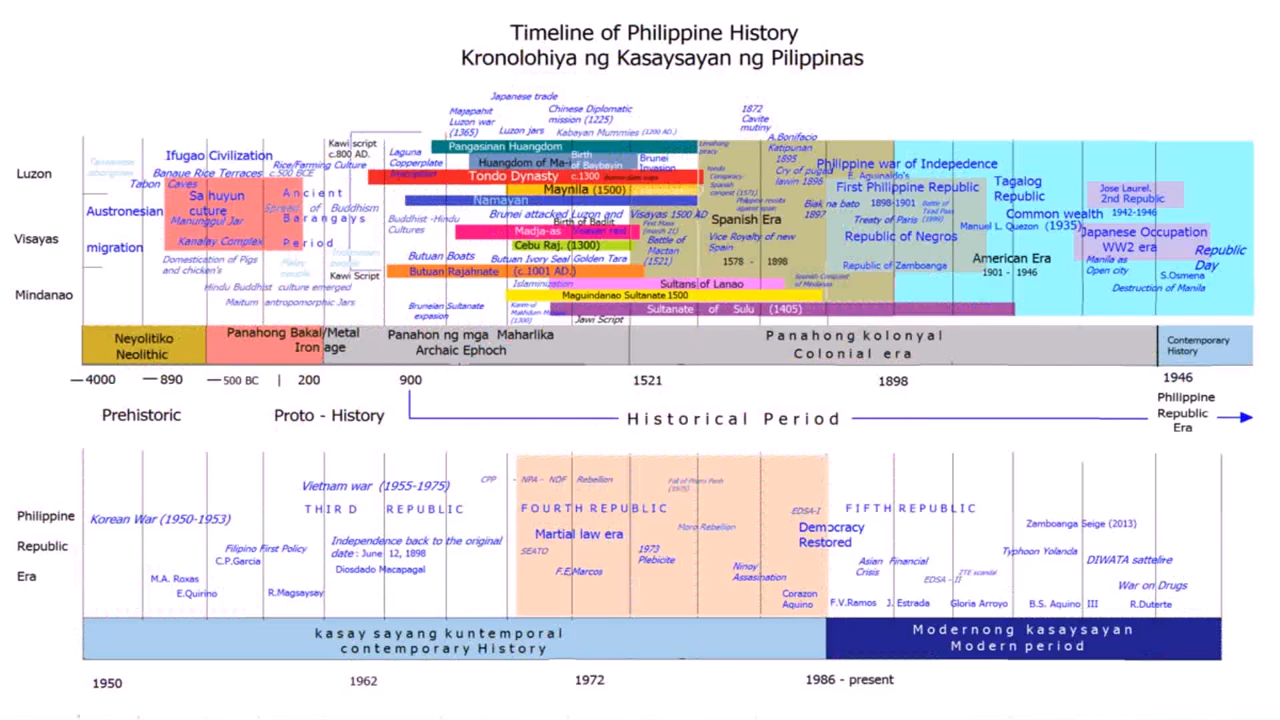 Timeline of Philippine History
Kronolohiya ng Kasaysayan ng Pilippinas
Japanese trade
Majapahit
Luzon war
(1365)
Luzon jars
Chinese Diplomatic
mission (1225)
Kabayan Mummies (1200 AD.)
1872
Cavite
mutiny
Luzon
Visayas
Mindanao
Austronesian
migration
Ifugao Civilization
Banaue Rice Terraces c.500 BCE
Rice/Farming Culture
Tabon Caves
Sa huyun
cuture
Manunggul Jar
Kanalay Complex
Domestication of Pigs
and chicken's
Ancient
Spread of Buddhism
Barangays
Period
Hindu Buddhist culture emerged
Maitum antropomorphic Jars
Kawi script
c.800 AD.
Kawi Script
Laguna
Copperplate
Inscription
Buddhist -Hindu
Cultures
Butuan Boats
Bruneian Sultanate
expasion
Pangasinan Huangdom
Huangdom of Ma-i
Birth
of Baybayin
Brunei
Invasion
Tondo Dynasty c.1300
Maynila (1500)
Namayan
Brunei attacked Luzon and Visayas 1500 AD
Birth of Badlit
Madja-as
Cebu Raj. (1300)
Butuan Ivory Seal Golden Tara
Butuan Rajahnate (c.1001 AD.)
Islaminization
Sultans of Lanao
Maguindanao Sultanate 1500
Sultanate of Sulu (1405)
Jawi Script
Battle of
Mactan
(1521)
Spanish Era
Vice Royalty of new
Spain
1578 - 1898
A.Bonifacio
Katipunan
1895
Cry of pugad
lawin 1896
Biak na bato
1897
Philippine war of Indepedence
E. Aguinaldo's
First Philippine Republic
1898-1901
Treaty of Paris
Republic of Negros
Republic of Zamboanga
Tagalog
Republic
Common wealth
Manuel L. Quezon (1935)
American Era
1901 - 1946
Jose Laurel.
2nd Republic
1942-1946
Japanese Occupation
WW2 era
Manila as
Open city
Republic
Day
S.Osmena
Destruction of Manila
Neyolitiko
Neolithic
Panahong Bakal/Metal
Iron age
Panahon ng mga Maharlika
Archaic Ephoch
Panahong kolonyal
Colonial era
Contemporary
History
—4000 —890 —500 BC | 200 900 1521 1898 1946
Prehistoric
Proto - History
Historical Period
Philippine
Republic
Era
Philippine
Republic
Era
Korean War (1950-1953)
M.A. Roxas
E.Quirino
Filipino First Policy
C.P.Garcia
R.Magsaysay
Vietnam war (1955-1975)
THIRD REPUBLIC
Independence back to the original
date : June 12, 1898
Diosdado Macapagal
CPP - NPA - NDF Rebellion
FOURTH REPUBLIC
Martial law era
SEATO
F.E.Marcos
1973
Plebicite
Moro Rebellion
Ninoy
Assasination
EDSA-I
Democracy
Restored
Corazon
Aquino
FIFTH REPUBLIC
Asian Financial
Crisis
EDSA - II
ZTE scandal
F.V.Ramos
J. Estrada
Gloria Arroyo
Zamboanga Seige (2013)
Typhoon Yolanda
DIWATA sattelire
War on Drugs
B.S. Aquino III
R.Duterte
kasay sayang kuntemporal
contemporary History
Modernong kasaysayan
Modern period
1950 1962 1972 1986 - present